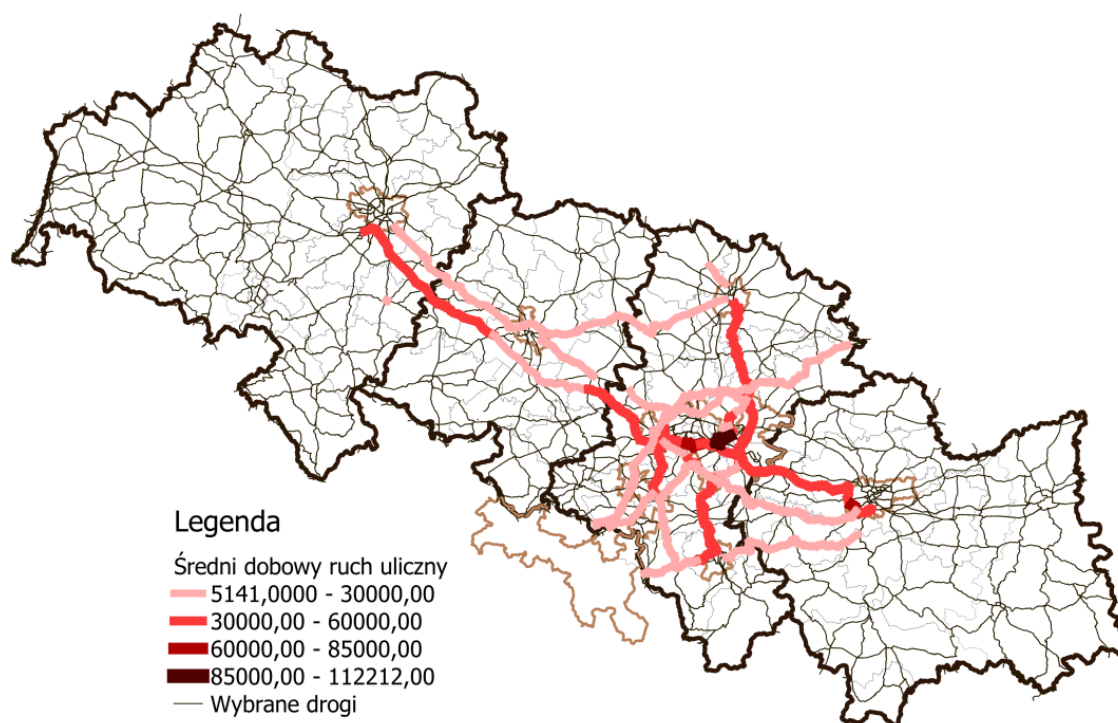 Legenda
Średni dobowy ruch uliczny
5141,0000 - 30000,00
30000,00 - 60000,00
60000,00 - 85000,00
85000,00 - 112212,00
Wybrane drogi